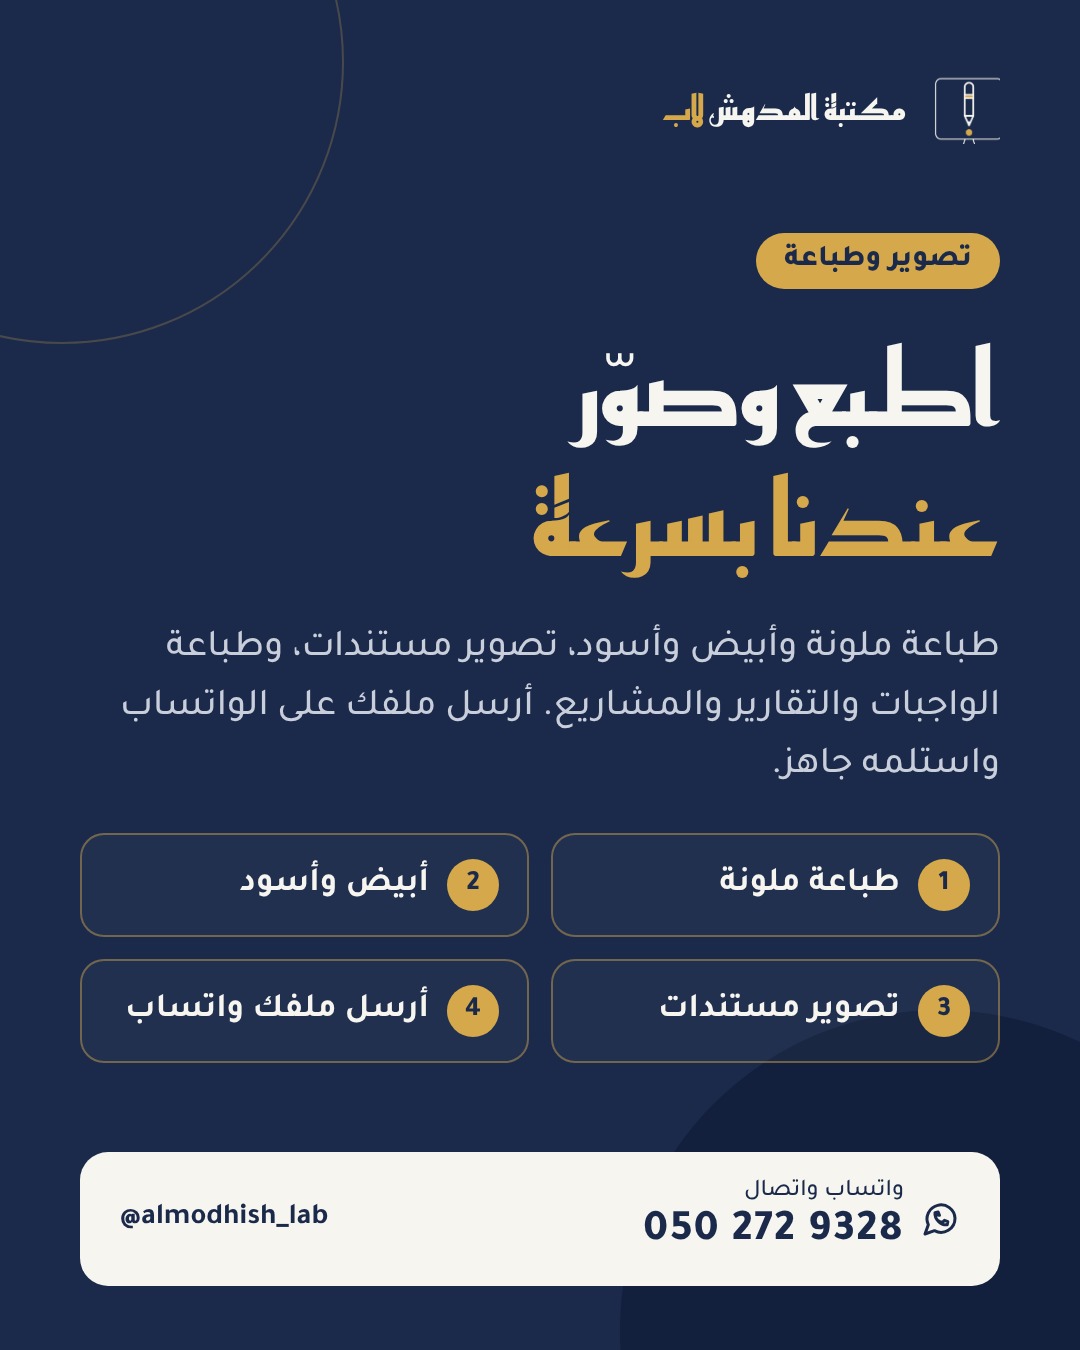 مكتبة المدهش لاب
تصوير وطباعة
اطبع وصوّر
عندنا بسرعة
طباعة ملونة وأبيض وأسود، تصوير مستندات، وطباعة
الواجبات والتقارير والمشاريع. أرسل ملفك على الواتساب
واستلمه جاهز.
1 طباعة ملونة
2 أبيض وأسود
3 تصوير مستندات
4 أرسل ملفك واتساب
واتساب واتصال
050 272 9328
@almodhish_lab